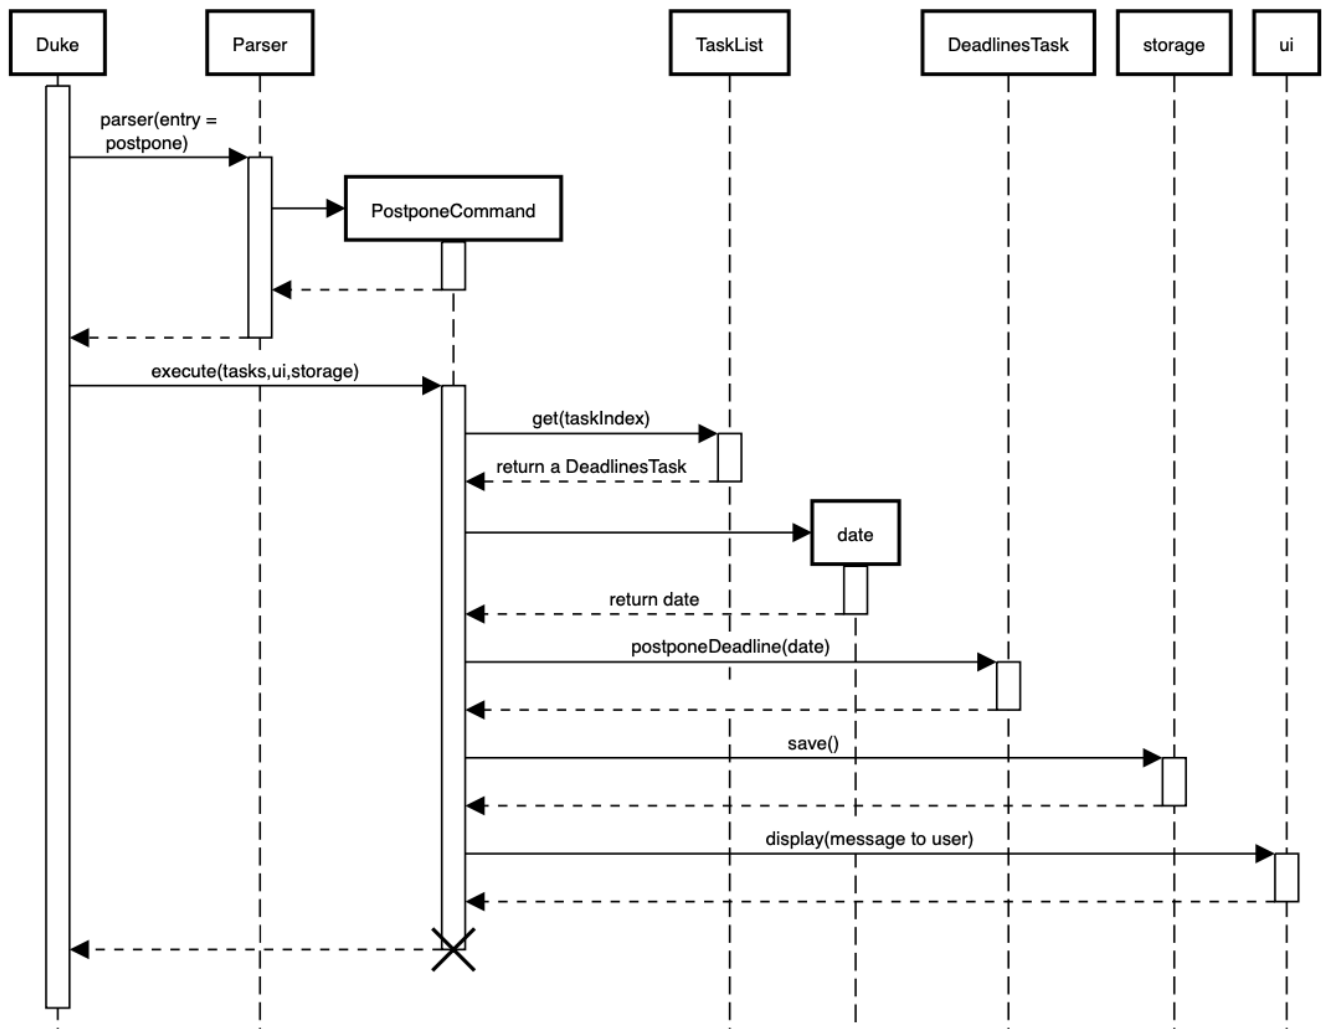 Duke
Parser
TaskList
DeadlinesTask
storage
ui
parser(entry =
postpone)
PostponeCommand
execute(tasks,ui,storage)
get(taskIndex)
return a DeadlinesTask
date
return date
postponeDeadline(date)
save()
display(message to user)